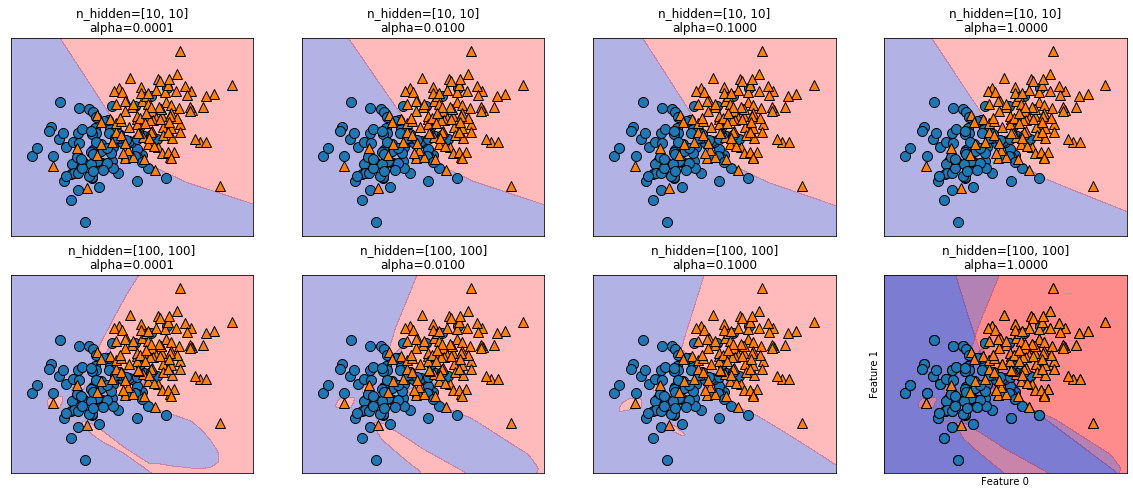 n_hidden=[10, 10]
alpha=0.0001
n_hidden=[10, 10]
alpha=0.0100
n_hidden=[10, 10]
alpha=0.1000
n_hidden=[10, 10]
alpha=1.0000
n_hidden=[100, 100]
alpha=0.0001
n_hidden=[100, 100]
alpha=0.0100
n_hidden=[100, 100]
alpha=0.1000
n_hidden=[100, 100]
alpha=1.0000
Feature 1
Feature 0